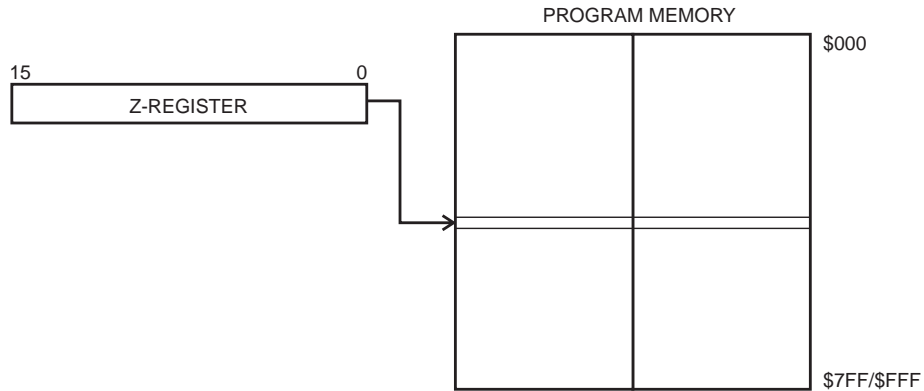 PROGRAM MEMORY
$000
15 0
Z-REGISTER
$7FF/$FFF